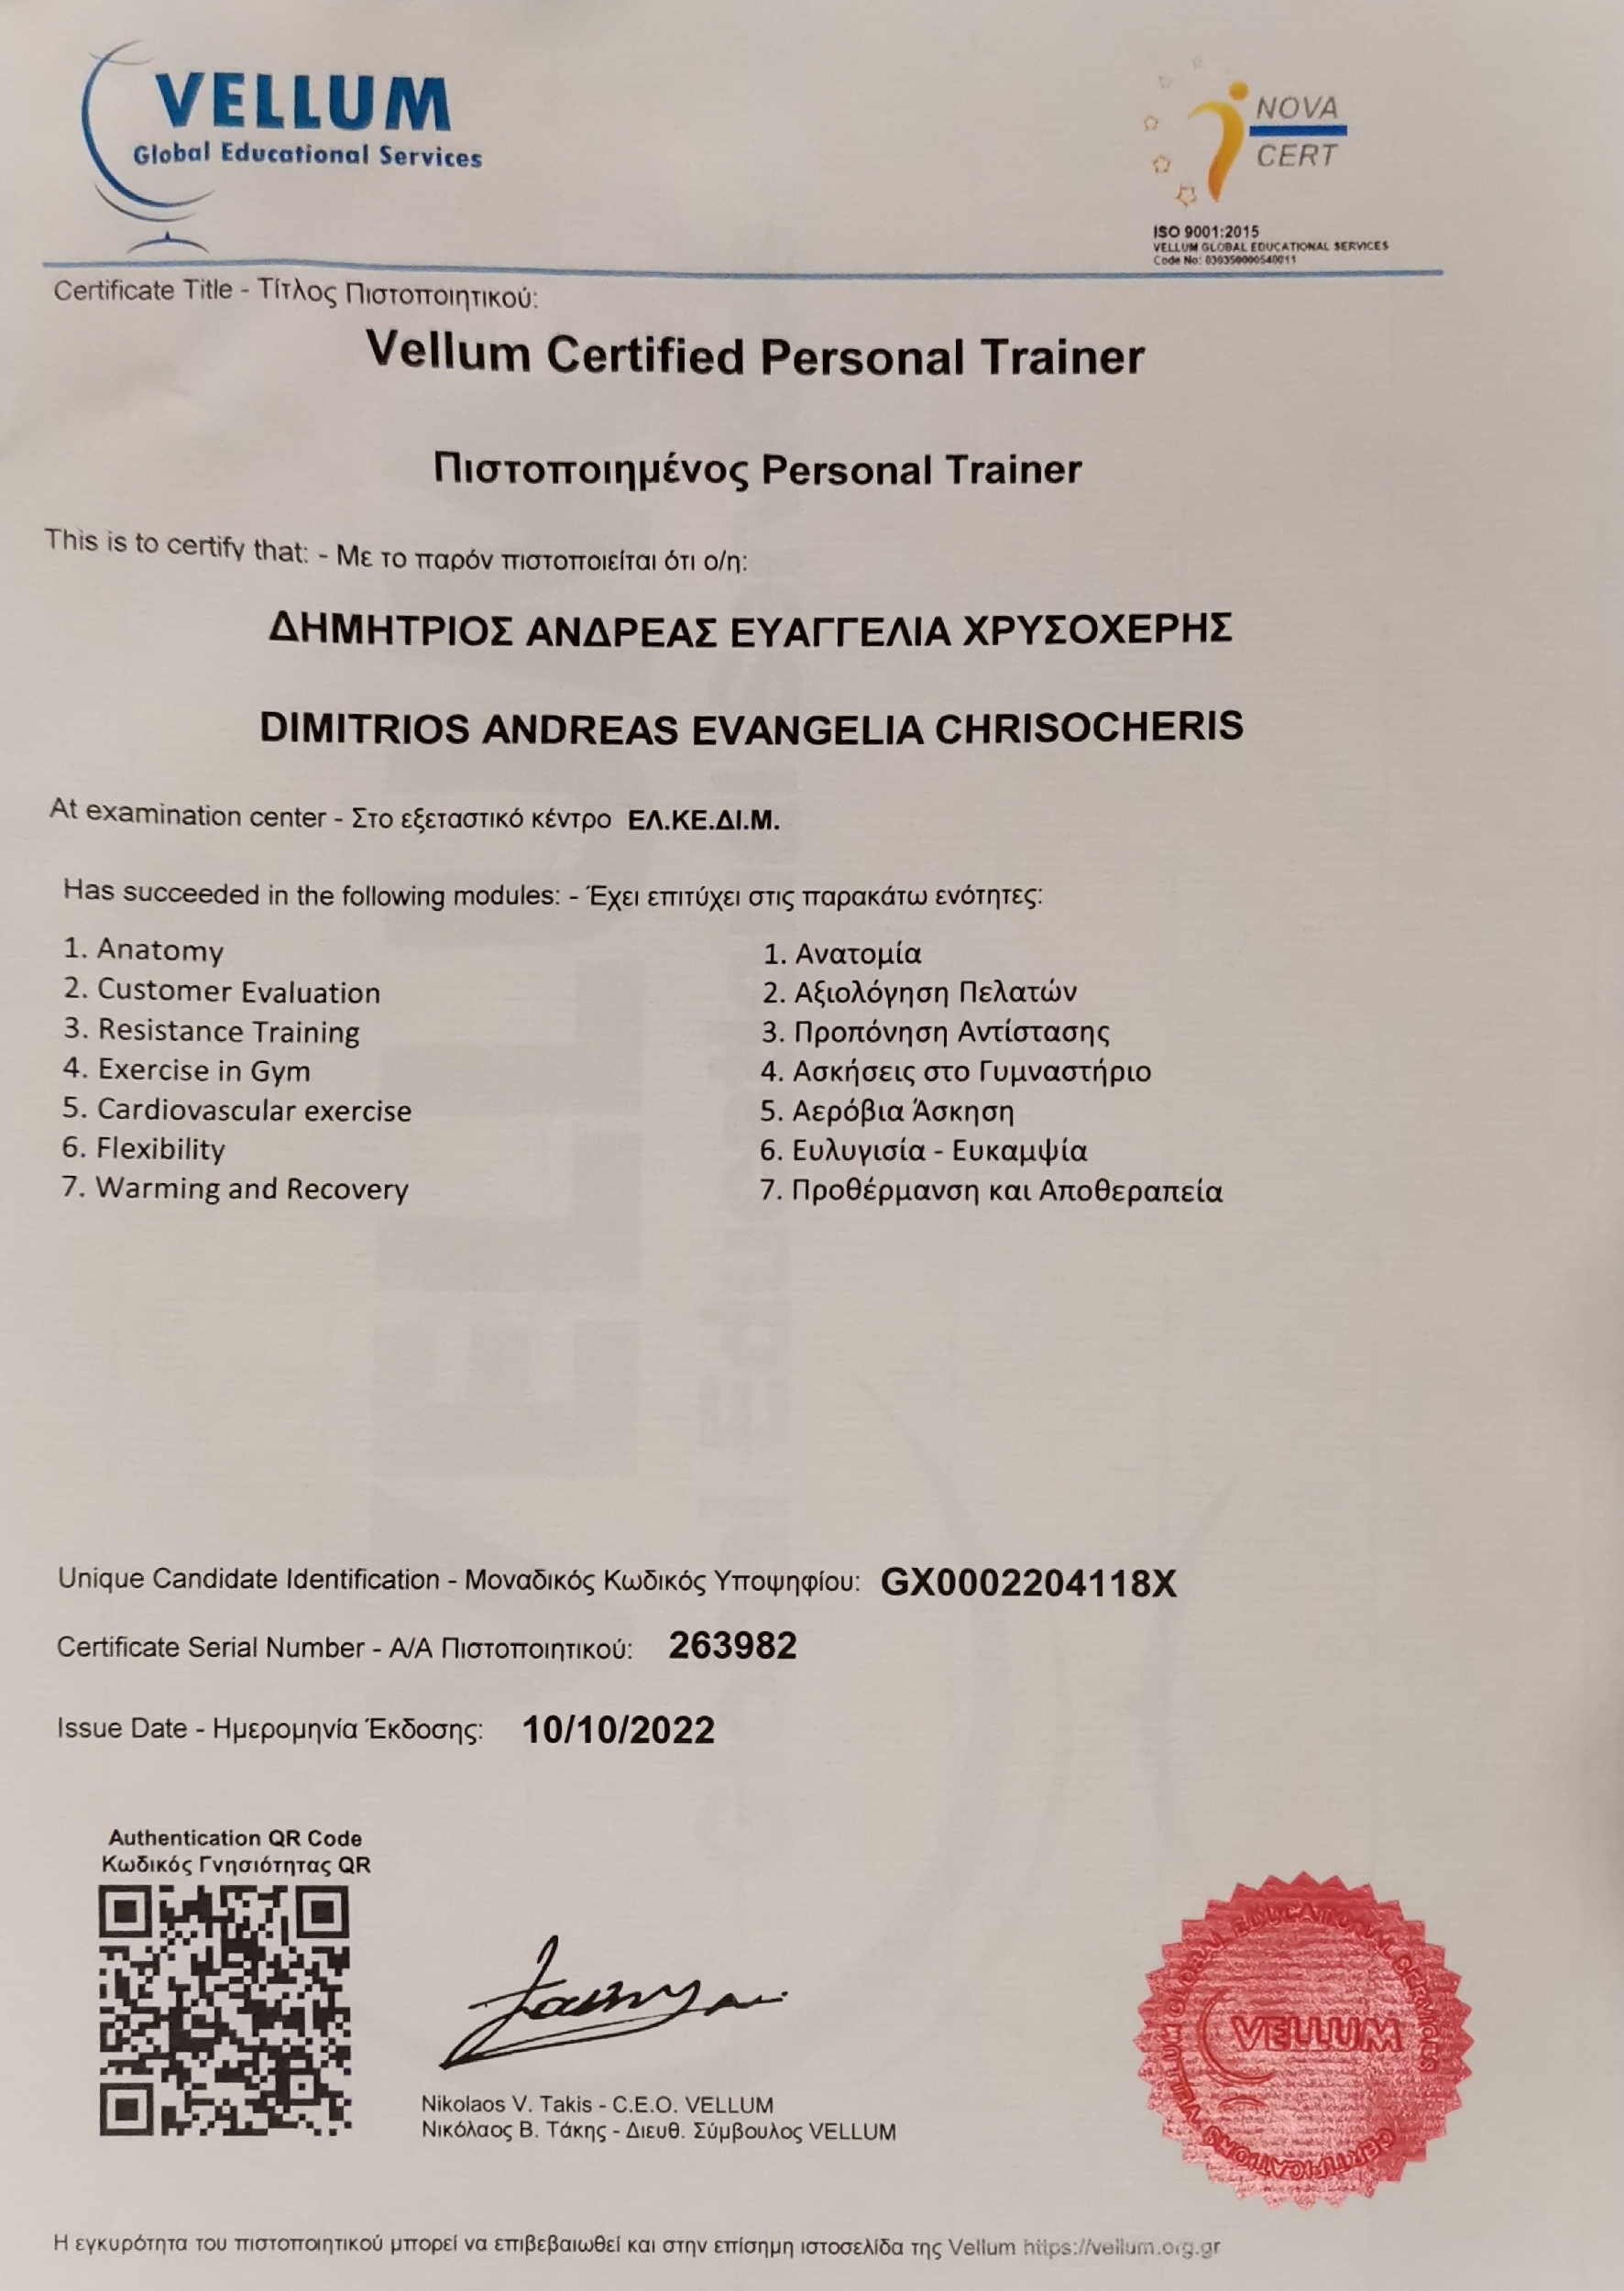 VELLUM
Global Educational Services
NOVA
CERT
ISO 9001:2015
VELLUM GLOBAL EDUCATIONAL SERVICES
Code No: 030350000540011
Certificate Title - Τίτλος Πιστοποιητικού:
Vellum Certified Personal Trainer
Πιστοποιημένος Personal Trainer
This is to certify that: - Με το παρόν πιστοποιείται ότι ο/η:
ΔΗΜΗΤΡΙΟΣ ΑΝΔΡΕΑΣ ΕΥΑΓΓΕΛΙΑ ΧΡΥΣΟΧΕΡΗΣ
DIMITRIOS ANDREAS EVANGELIA CHRISOCHERIS
At examination center - Στο εξεταστικό κέντρο ΕΛ.ΚΕ.ΔΙ.Μ.
Has succeeded in the following modules: - Έχει επιτύχει στις παρακάτω ενότητες:
1. Anatomy
2. Customer Evaluation
3. Resistance Training
4. Exercise in Gym
5. Cardiovascular exercise
6. Flexibility
7. Warming and Recovery
1. Ανατομία
2. Αξιολόγηση Πελατών
3. Προπόνηση Αντίστασης
4. Ασκήσεις στο Γυμναστήριο
5. Αερόβια Άσκηση
6. Ευλυγισία - Ευκαμψία
7. Προθέρμανση και Αποθεραπεία
Unique Candidate Identification - Μοναδικός Κωδικός Υποψηφίου: GX0002204118X
Certificate Serial Number - Α/Α Πιστοποιητικού: 263982
Issue Date - Ημερομηνία Έκδοσης: 10/10/2022
Authentication QR Code
Κωδικός Γνησιότητας QR
Nikolaos V. Takis - C.E.O. VELLUM
Νικόλαος Β. Τάκης - Διευθ. Σύμβουλος VELLUM
VELLUM GLOBAL EDUCATIONAL SERVICES
VELLUM
CERTIFICATIONS
Η εγκυρότητα του πιστοποιητικού μπορεί να επιβεβαιωθεί και στην επίσημη ιστοσελίδα της Vellum https://vellum.org.gr